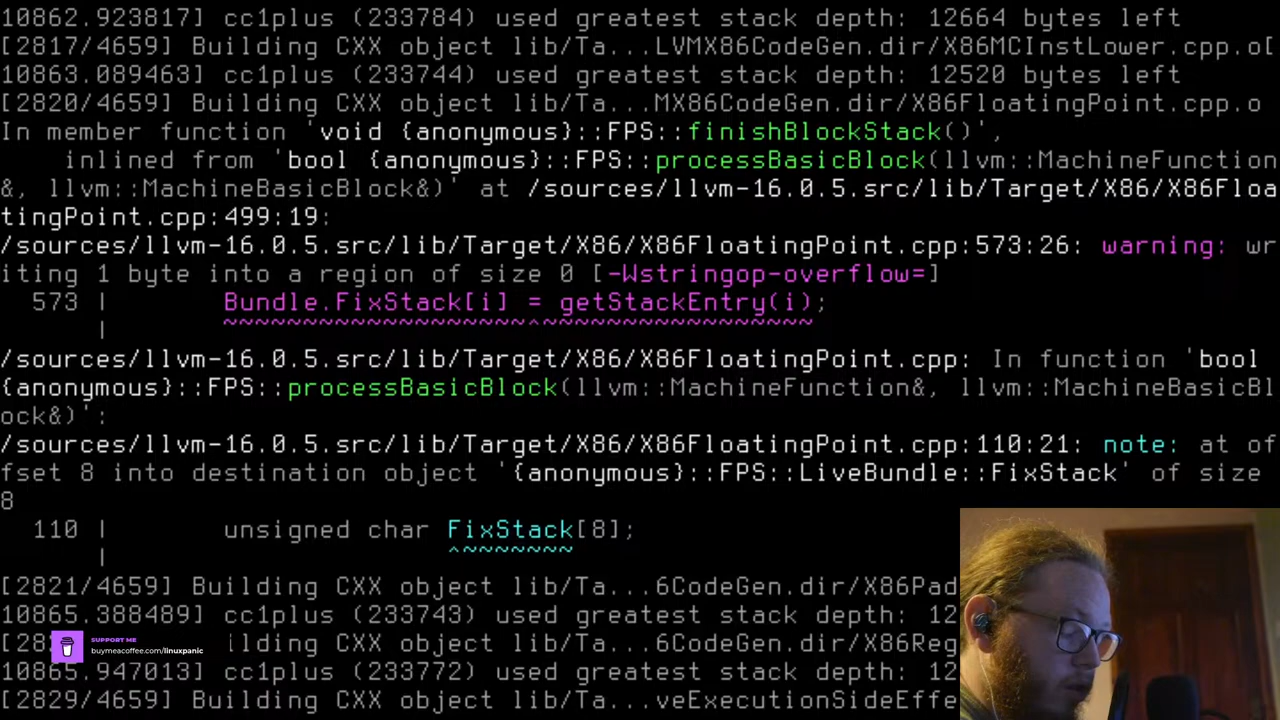 10862.923817] cc1plus (233784) used greatest stack depth: 12664 bytes left
[2817/4659] Building CXX object lib/Ta...LVMX86CodeGen.dir/X86MCInstLower.cpp.o[
10863.089463] cc1plus (233744) used greatest stack depth: 12520 bytes left
[2820/4659] Building CXX object lib/Ta...MX86CodeGen.dir/X86FloatingPoint.cpp.o
In member function 'void {anonymous}::FPS::finishBlockStack()',
    inlined from 'bool {anonymous}::FPS::processBasicBlock(llvm::MachineFunction
&, llvm::MachineBasicBlock&)' at /sources/llvm-16.0.5.src/lib/Target/X86/X86Floa
tingPoint.cpp:499:19:
/sources/llvm-16.0.5.src/lib/Target/X86/X86FloatingPoint.cpp:573:26: warning: wr
iting 1 byte into a region of size 0 [-Wstringop-overflow=]
  573 |       Bundle.FixStack[i] = getStackEntry(i);
      |       ~~~~~~~~~~~~~~~~~~~^~~~~~~~~~~~~~~~~~
/sources/llvm-16.0.5.src/lib/Target/X86/X86FloatingPoint.cpp: In function 'bool
{anonymous}::FPS::processBasicBlock(llvm::MachineFunction&, llvm::MachineBasicBl
ock&)':
/sources/llvm-16.0.5.src/lib/Target/X86/X86FloatingPoint.cpp:110:21: note: at of
fset 8 into destination object '{anonymous}::FPS::LiveBundle::FixStack' of size
8
  110 |       unsigned char FixStack[8];
      |                     ^~~~~~~~
[2821/4659] Building CXX object lib/Ta...6CodeGen.dir/X86Pad
10865.388489] cc1plus (233743) used greatest stack depth: 12
[28 ilding CXX object lib/Ta...6CodeGen.dir/X86Reg
SUPPORT ME
buymeacoffee.com/linuxpanic
10865.947013] cc1plus (233772) used greatest stack depth: 12
[2829/4659] Building CXX object lib/Ta...veExecutionSideEffe